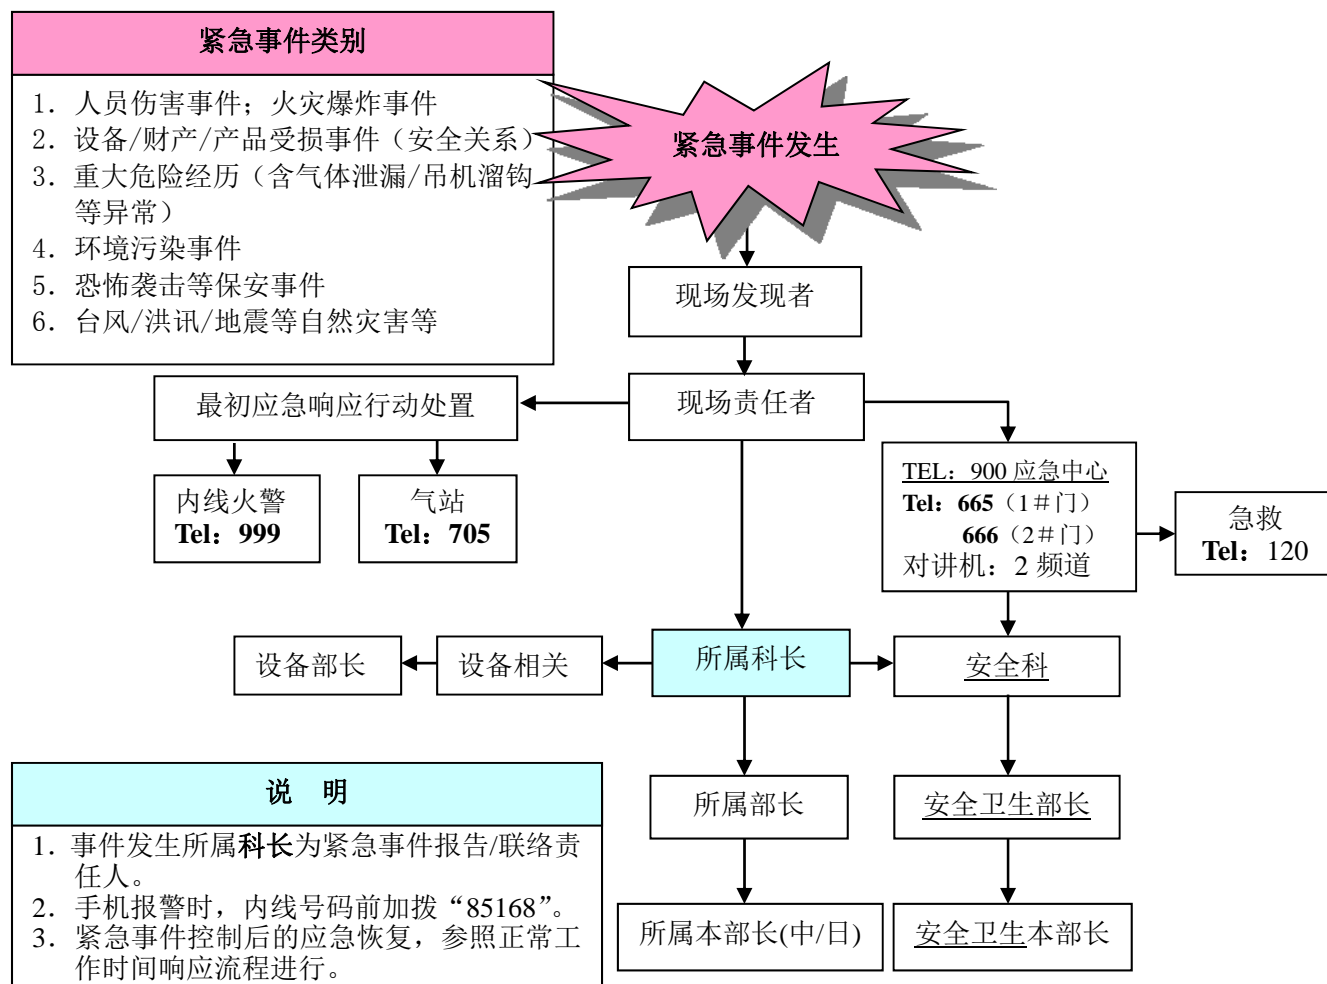 紧急事件类别
1. 人员伤害事件；火灾爆炸事件
2. 设备/财产/产品受损事件（安全关系）
3. 重大危险经历（含气体泄漏/吊机溜钩
等异常）
4. 环境污染事件
5. 恐怖袭击等保安事件
6. 台风/洪讯/地震等自然灾害等
紧急事件发生
现场发现者
现场责任者
最初应急响应行动处置
内线火警
Tel：999
气站
Tel：705
TEL：900 应急中心
Tel：665（1＃门）
666（2＃门）
对讲机：2 频道
急救
Tel：120
设备部长
设备相关
所属科长
安全科
所属部长
安全卫生部长
所属本部长(中/日)
安全卫生本部长
说 明
1. 事件发生所属科长为紧急事件报告/联络责
任人。
2. 手机报警时，内线号码前加拨“85168”。
3. 紧急事件控制后的应急恢复，参照正常工
作时间响应流程进行。